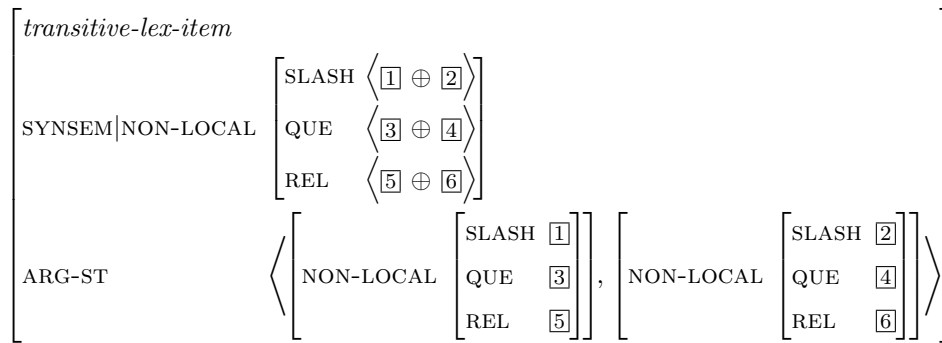 transitive-lex-item
SLASH ⟨1 ⊕ 2⟩
SYNSEM|NON-LOCAL QUE ⟨3 ⊕ 4⟩
REL ⟨5 ⊕ 6⟩
SLASH 1 SLASH 2
ARG-ST ⟨[NON-LOCAL [QUE 3]], [NON-LOCAL [QUE 4]]⟩
REL 5 REL 6